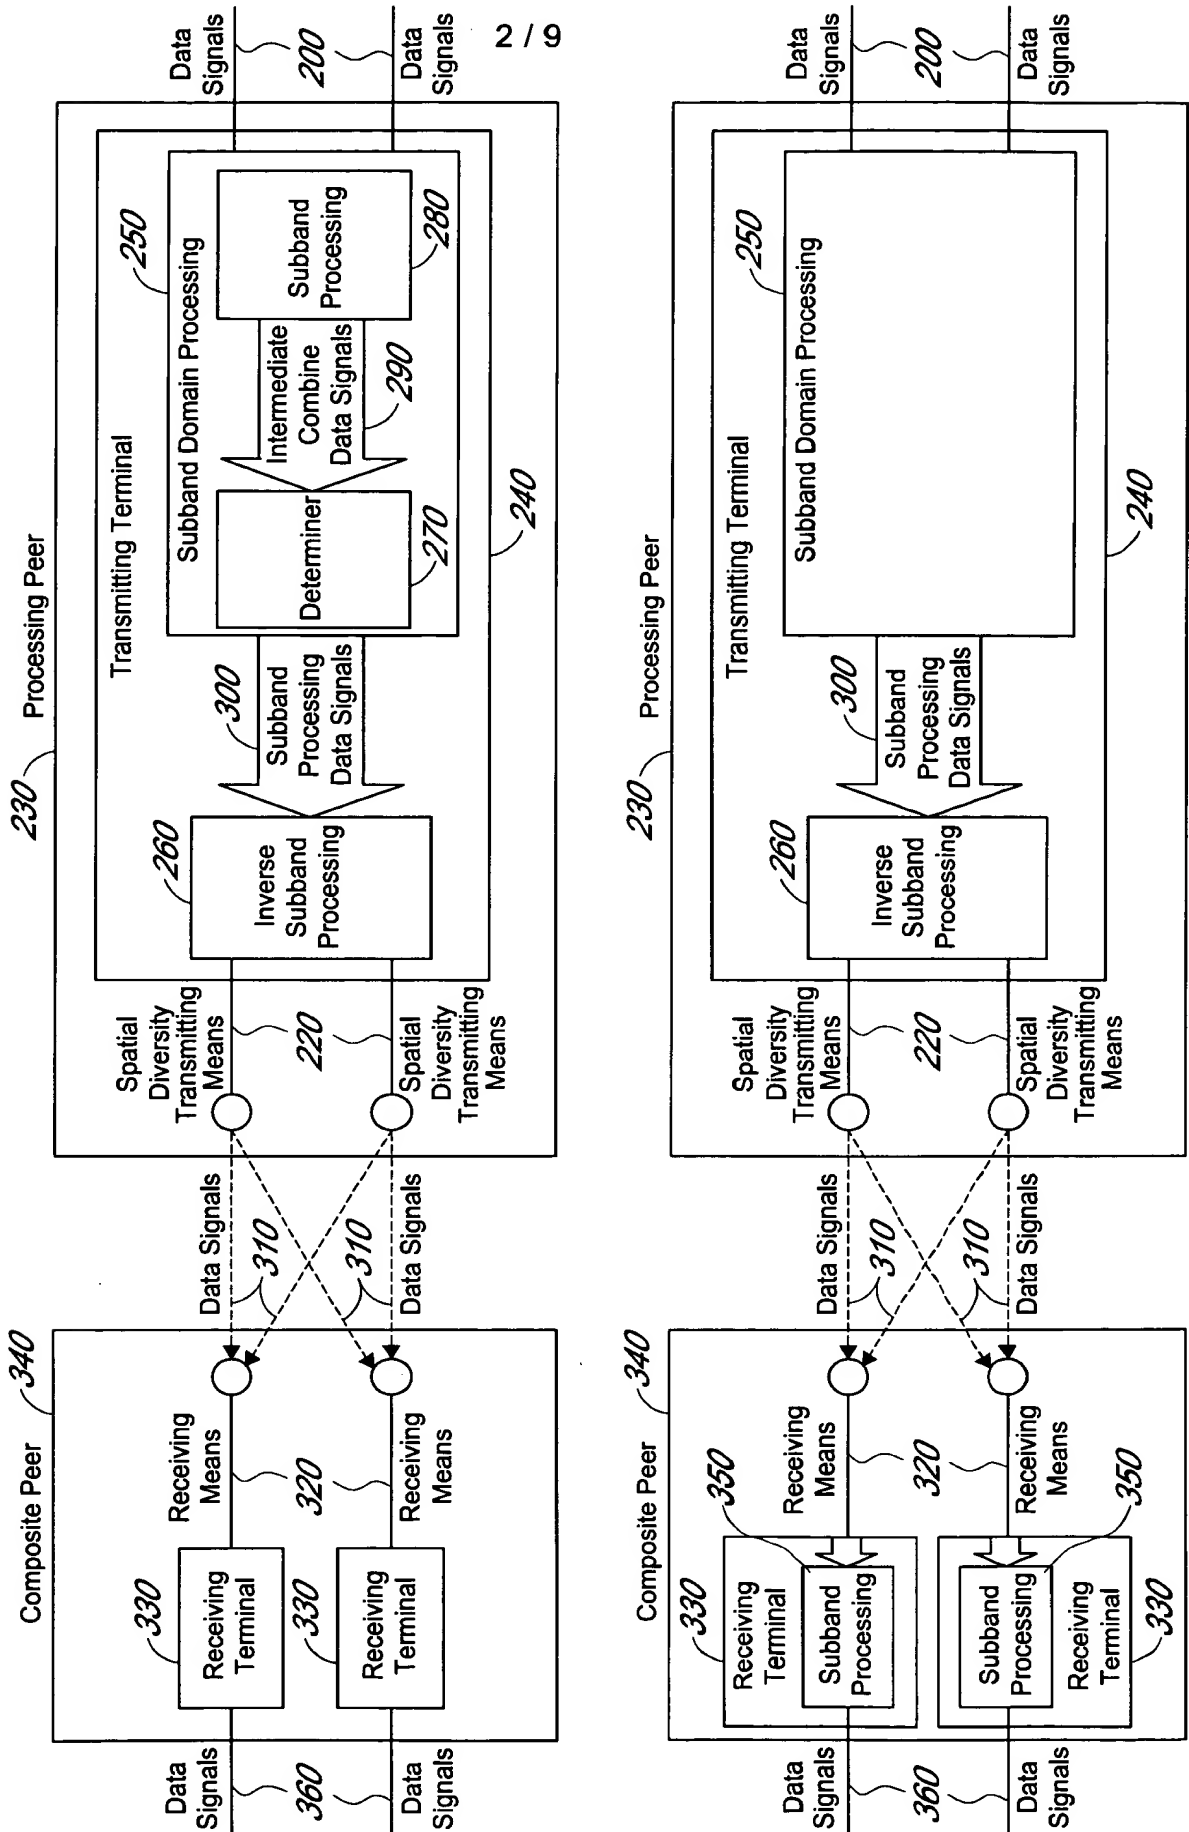 2 / 9
Processing Peer
230
Transmitting Terminal
240
Subband Domain Processing
250
Data
Signals
200
Data
Signals
Subband
Processing
280
Intermediate
Combine
Data Signals
290
Determiner
270
300
Subband
Processing
Data Signals
260
Inverse
Subband
Processing
Spatial
Diversity
Transmitting
Means
220
Spatial
Diversity
Transmitting
Means
Data Signals
310
310
Data Signals
Composite Peer
340
Receiving
Means
320
Receiving
Means
330
Receiving
Terminal
330
Receiving
Terminal
Data
Signals
360
Data
Signals
Processing Peer
230
Transmitting Terminal
240
Subband Domain Processing
250
Data
Signals
200
Data
Signals
300
Subband
Processing
Data Signals
260
Inverse
Subband
Processing
Spatial
Diversity
Transmitting
Means
220
Spatial
Diversity
Transmitting
Means
Data Signals
310
310
Data Signals
Composite Peer
340
Receiving
Means
320
Receiving
Means
350
350
330
Receiving
Terminal
Subband
Processing
Subband
Processing
Receiving
Terminal
330
Data
Signals
360
Data
Signals